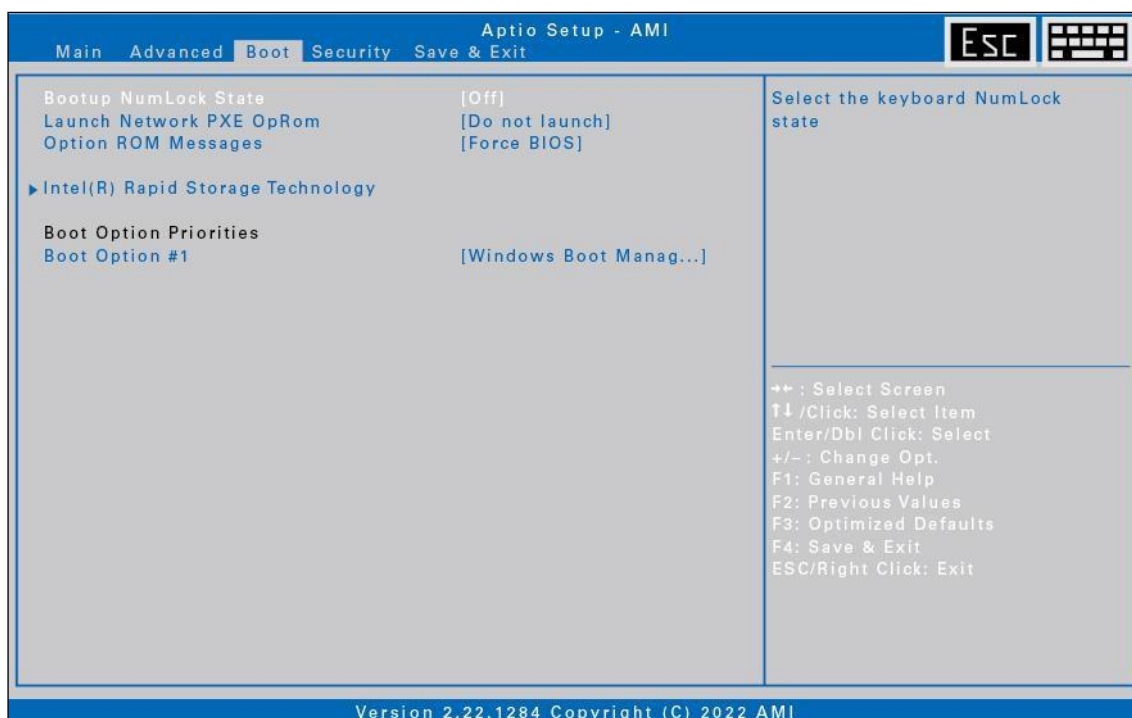 Aptio Setup - AMI
Main Advanced Boot Security Save & Exit
Esc
Bootup NumLock State [Off]
Launch Network PXE OpRom [Do not launch]
Option ROM Messages [Force BIOS]
Intel(R) Rapid Storage Technology
Boot Option Priorities
Boot Option #1 [Windows Boot Manag...]
Select the keyboard NumLock
state
→← : Select Screen
↑↓ /Click: Select Item
Enter/Dbl Click: Select
+/– : Change Opt.
F1: General Help
F2: Previous Values
F3: Optimized Defaults
F4: Save & Exit
ESC/Right Click: Exit
Version 2.22.1284 Copyright (C) 2022 AMI